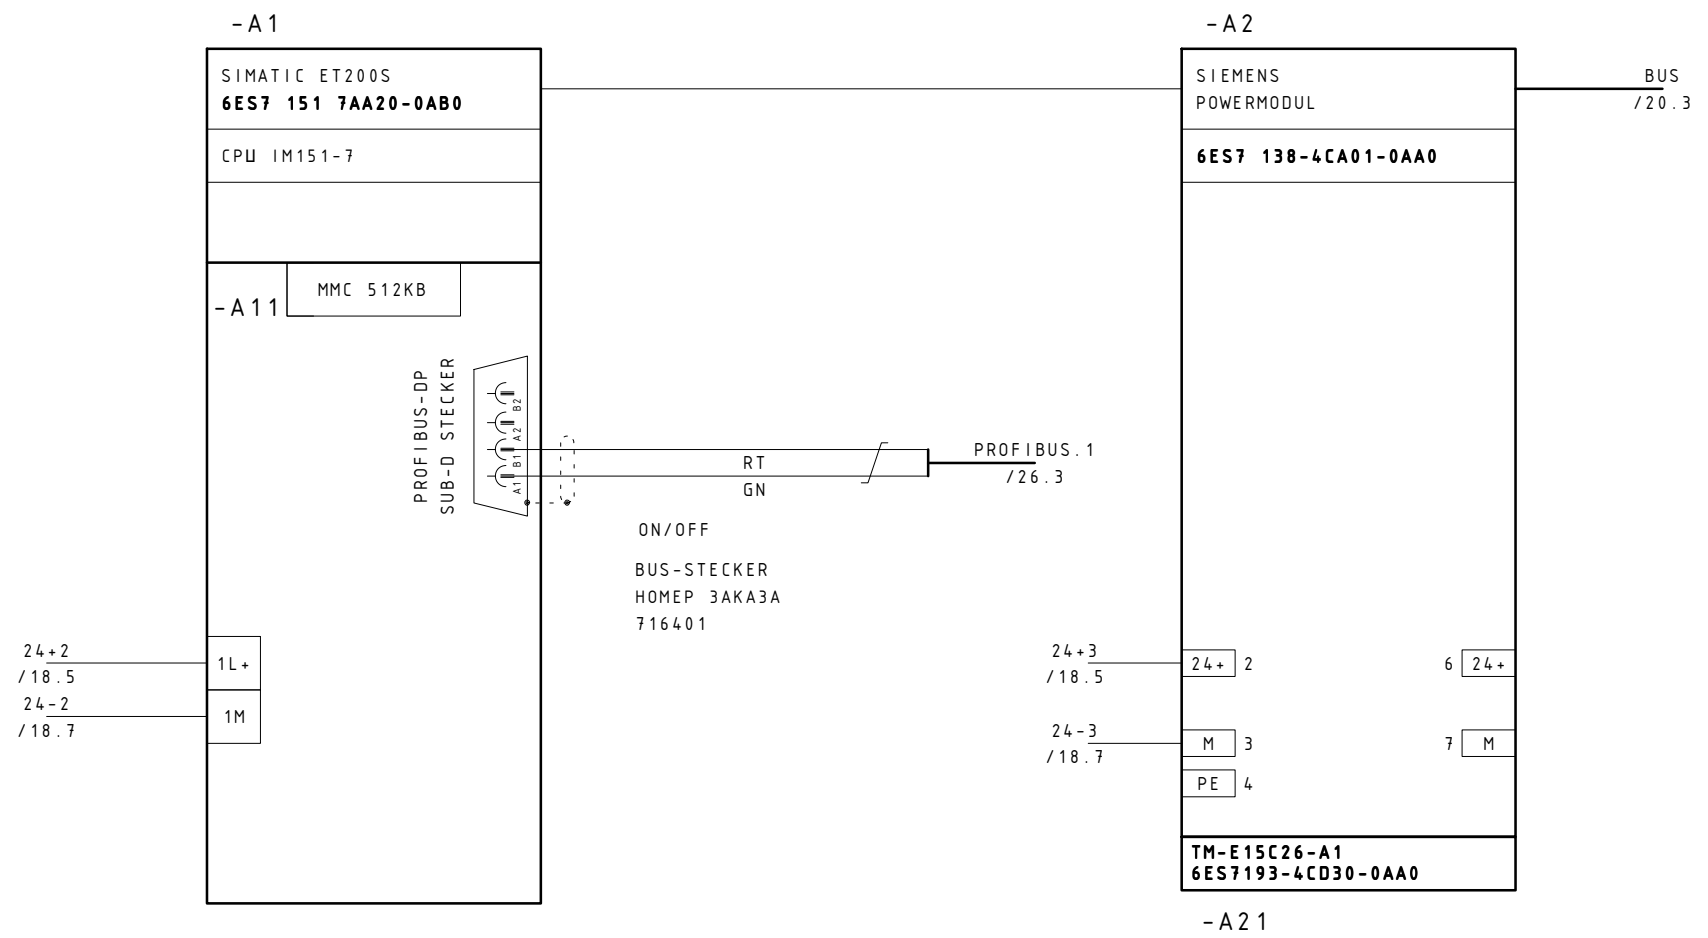 -A1
SIMATIC ET200S
6ES7 151 7AA20-0AB0
CPU IM151-7
-A11
MMC 512KB
PROFIBUS-DP
SUB-D STECKER
B2
A2
B1
A1
RT
GN
PROFIBUS.1
/26.3
ON/OFF
BUS-STECKER
НОМЕР ЗАКАЗА
716401
24+2
/18.5
1L+
24-2
/18.7
1M
-A2
SIEMENS
POWERMODUL
6ES7 138-4CA01-0AA0
BUS
/20.3
24+3
/18.5
24+ 2
6 24+
24-3
/18.7
M 3
7 M
PE 4
TM-E15C26-A1
6ES7193-4CD30-0AA0
-A21